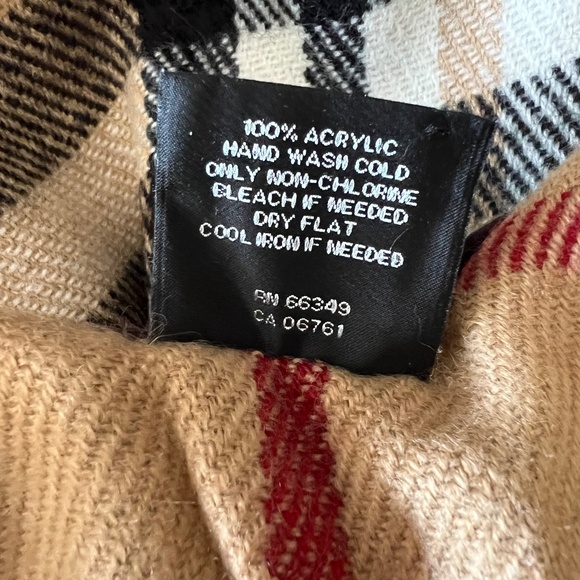 100% ACRYLIC
HAND WASH COLD
ONLY NON-CHLORINE
BLEACH IF NEEDED
DRY FLAT
COOL IRON IF NEEDED
RN 66349
CA 06761